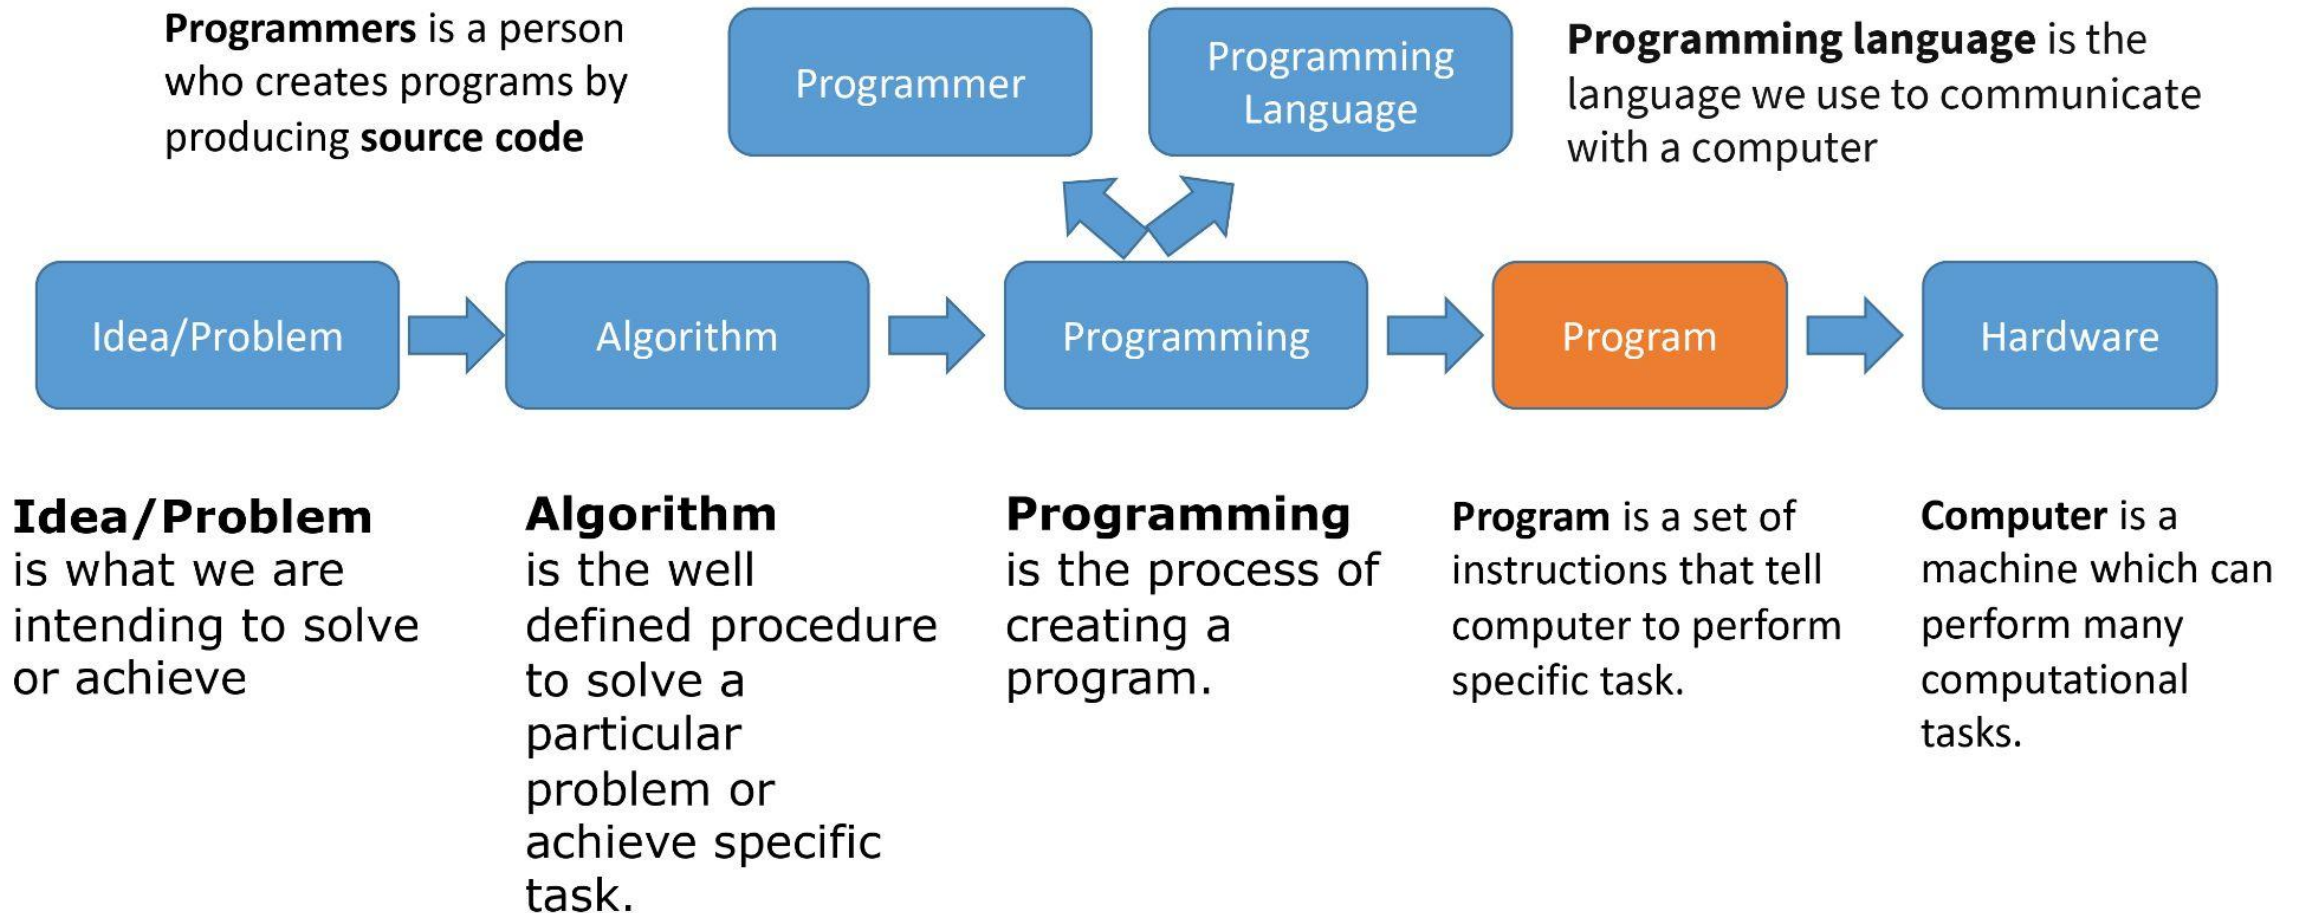 Programmers is a person
who creates programs by
producing source code
Programmer
Programming
Language
Programming language is the
language we use to communicate
with a computer
Idea/Problem
Algorithm
Programming
Program
Hardware
Idea/Problem
is what we are
intending to solve
or achieve
Algorithm
is the well
defined procedure
to solve a
particular
problem or
achieve specific
task.
Programming
is the process of
creating a
program.
Program is a set of
instructions that tell
computer to perform
specific task.
Computer is a
machine which can
perform many
computational
tasks.